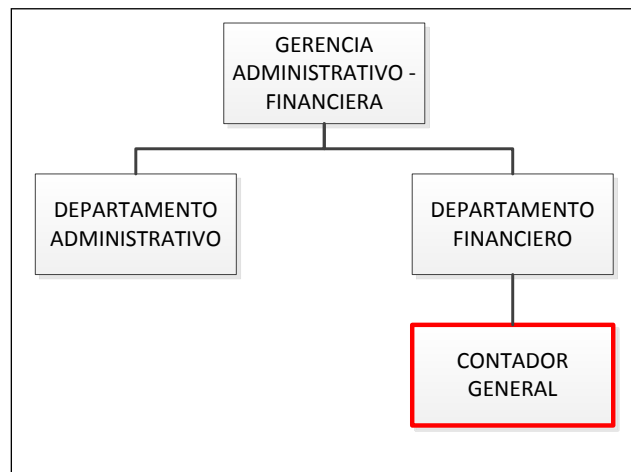 GERENCIA
ADMINISTRATIVO -
FINANCIERA
DEPARTAMENTO
ADMINISTRATIVO
DEPARTAMENTO
FINANCIERO
CONTADOR
GENERAL